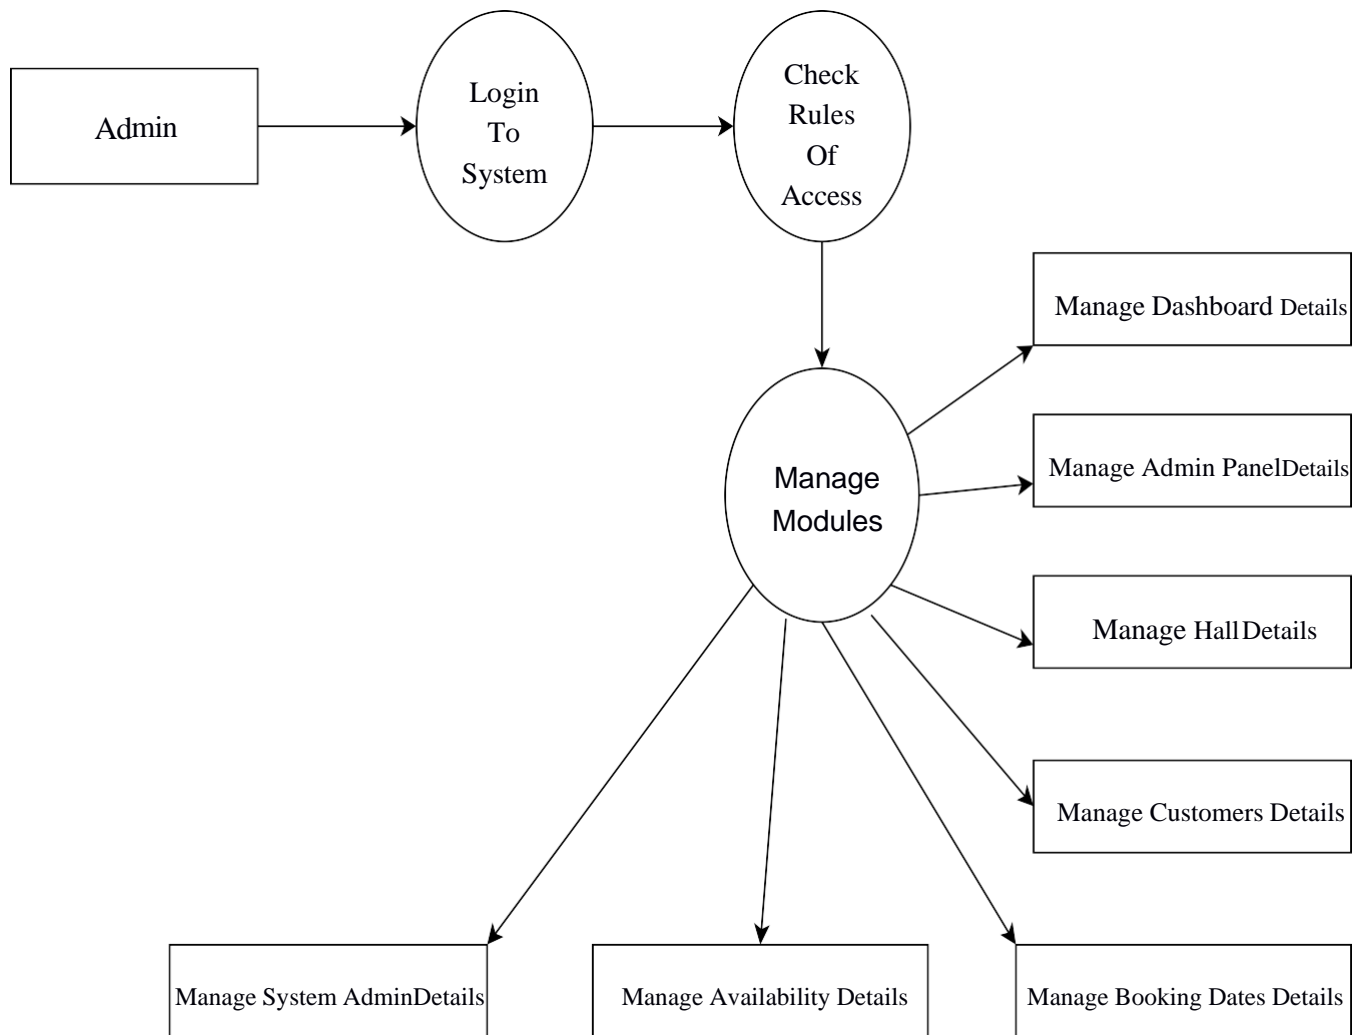 Admin
Login
To
System
Check
Rules
Of
Access
Manage Dashboard Details
Manage Admin PanelDetails
Manage
Modules
Manage HallDetails
Manage Customers Details
Manage System AdminDetails
Manage Availability Details
Manage Booking Dates Details